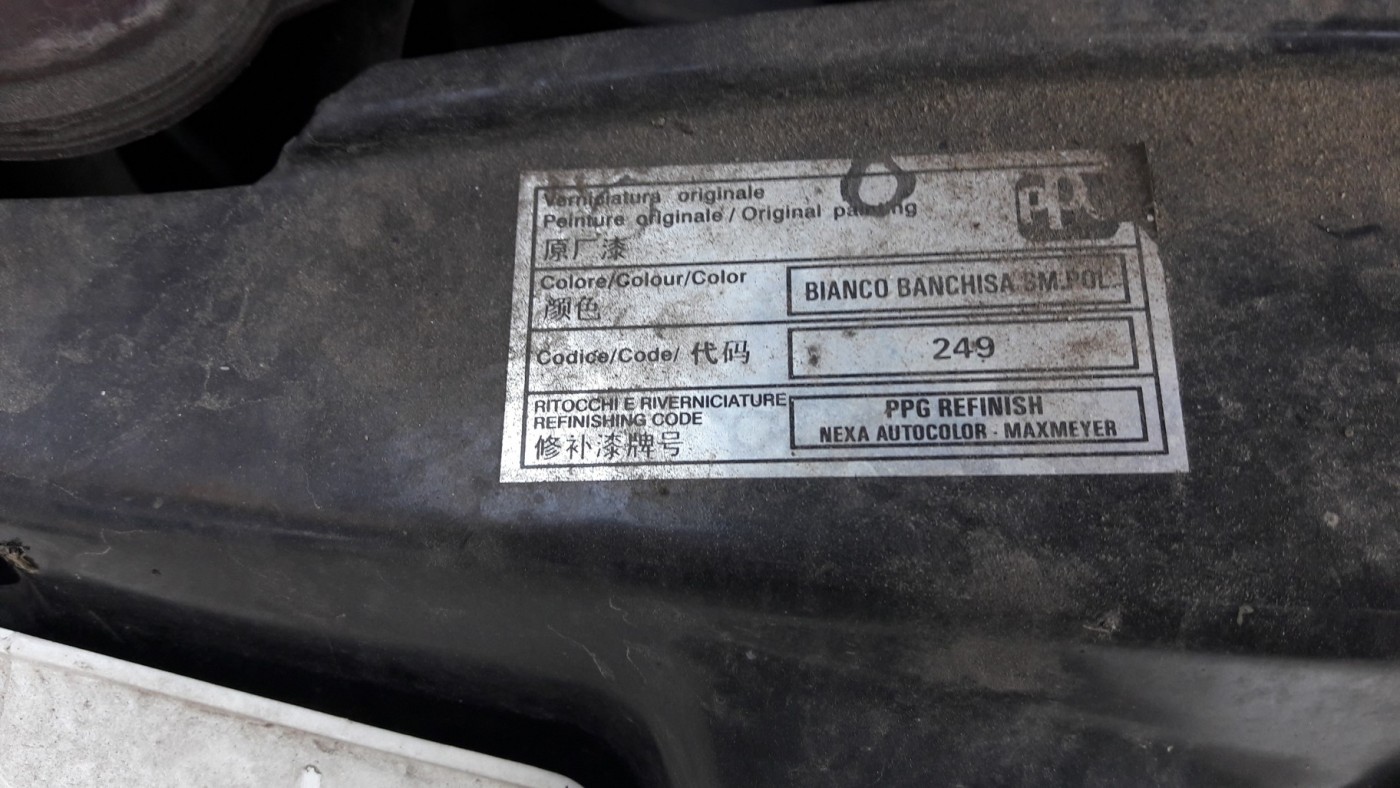 Verniciatura originale
Peinture originale / Original painting
原厂漆
PPG
Colore/Colour/Color
颜色
BIANCO BANCHISA SM.POL.
Codice/Code/ 代码
249
RITOCCHI E RIVERNICIATURE
REFINISHING CODE
修补漆牌号
PPG REFINISH
NEXA AUTOCOLOR - MAXMEYER